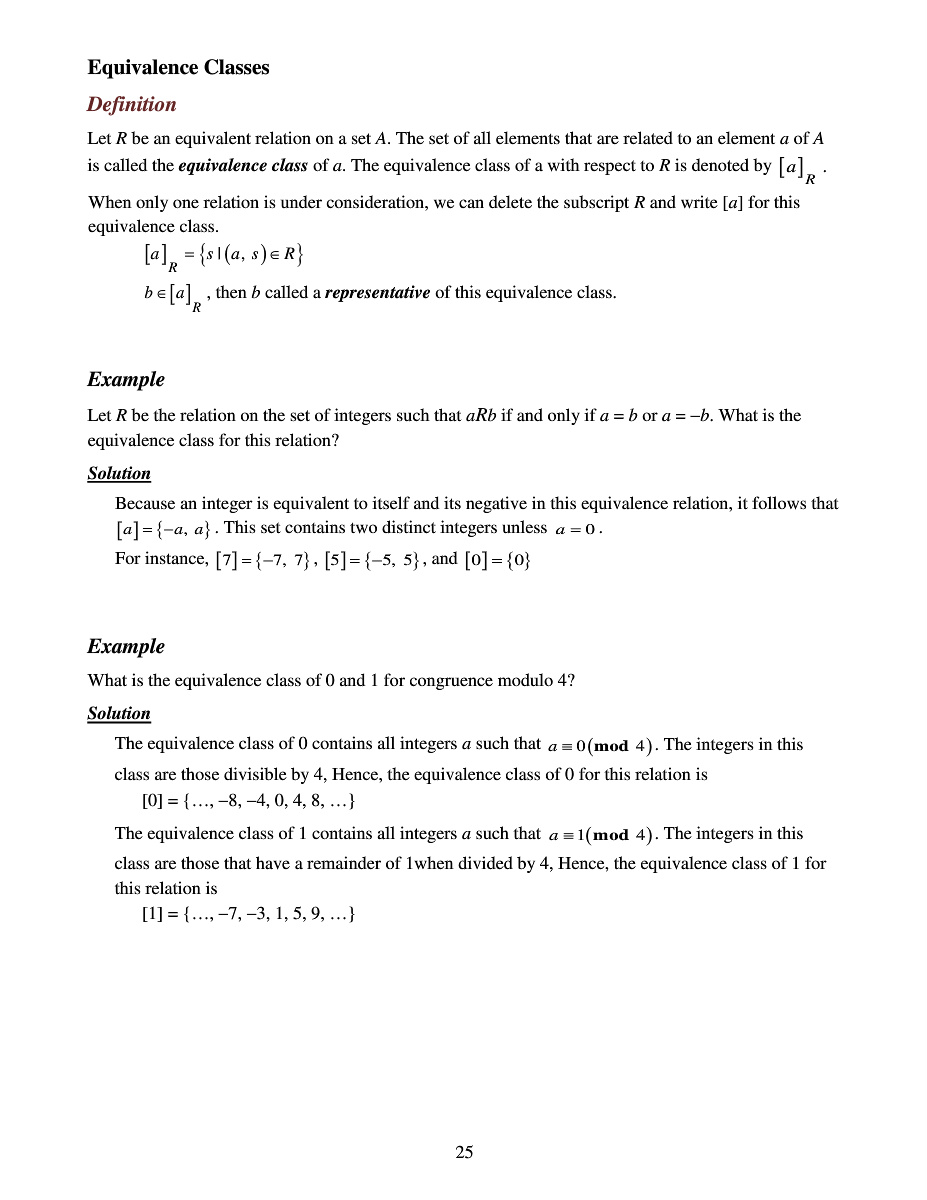 Equivalence Classes
Definition
Let R be an equivalent relation on a set A. The set of all elements that are related to an element a of A
is called the equivalence class of a. The equivalence class of a with respect to R is denoted by [a]_R .
When only one relation is under consideration, we can delete the subscript R and write [a] for this
equivalence class.
[a]_R = {s | (a, s) ∈ R}
b ∈ [a]_R , then b called a representative of this equivalence class.
Example
Let R be the relation on the set of integers such that aRb if and only if a = b or a = −b. What is the
equivalence class for this relation?
Solution
Because an integer is equivalent to itself and its negative in this equivalence relation, it follows that
[a] = {−a, a} . This set contains two distinct integers unless a = 0 .
For instance, [7] = {−7, 7} , [5] = {−5, 5} , and [0] = {0}
Example
What is the equivalence class of 0 and 1 for congruence modulo 4?
Solution
The equivalence class of 0 contains all integers a such that a ≡ 0(mod 4) . The integers in this
class are those divisible by 4, Hence, the equivalence class of 0 for this relation is
[0] = {…, −8, −4, 0, 4, 8, …}
The equivalence class of 1 contains all integers a such that a ≡ 1(mod 4) . The integers in this
class are those that have a remainder of 1when divided by 4, Hence, the equivalence class of 1 for
this relation is
[1] = {…, −7, −3, 1, 5, 9, …}
25